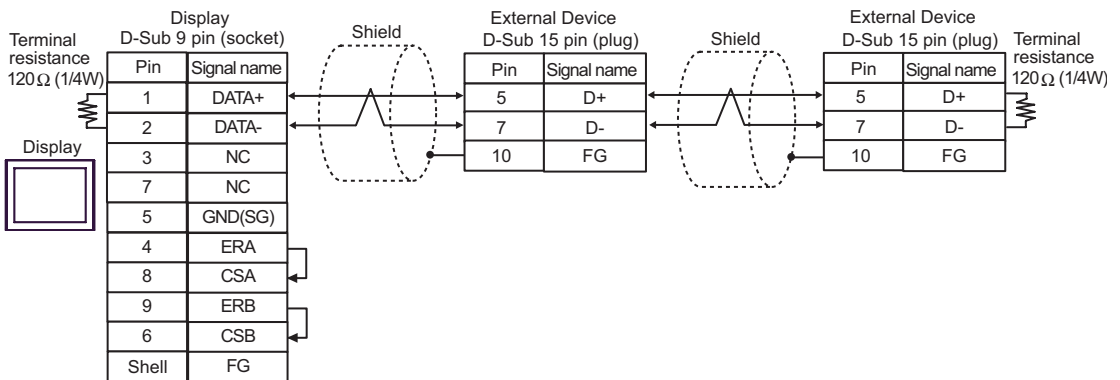 Display
D-Sub 9 pin (socket)
Terminal
resistance
120Ω (1/4W)
Pin Signal name
1 DATA+
2 DATA-
3 NC
7 NC
5 GND(SG)
4 ERA
8 CSA
9 ERB
6 CSB
Shell FG
Display
Shield
External Device
D-Sub 15 pin (plug)
Pin Signal name
5 D+
7 D-
10 FG
Shield
External Device
D-Sub 15 pin (plug)
Pin Signal name
5 D+
7 D-
10 FG
Terminal
resistance
120Ω (1/4W)